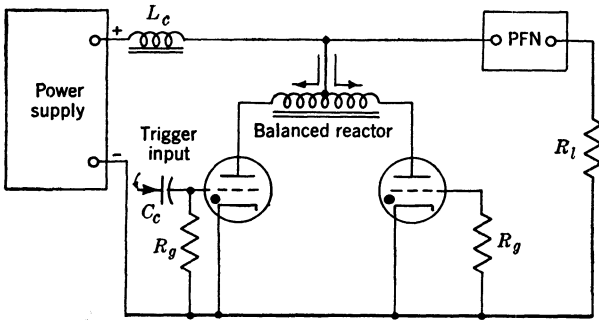 L_c
+
PFN
Power
supply
Balanced reactor
Trigger
input
−
C_c
R_g
R_g
R_l